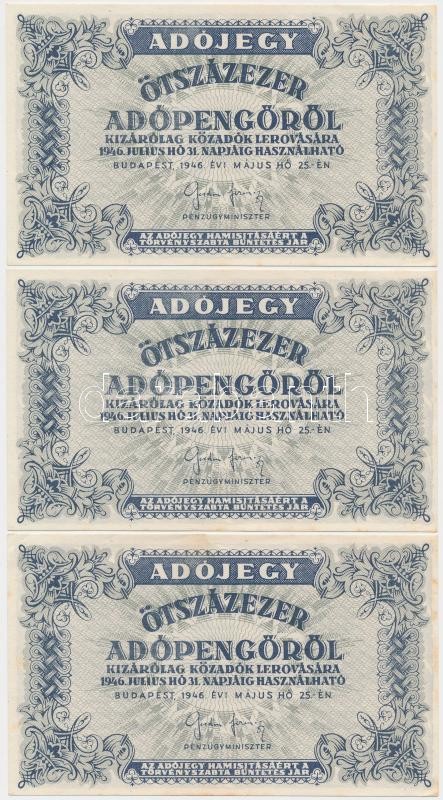 ADÓJEGY
ÖTSZÁZEZER
ADÓPENGŐRŐL
KIZÁRÓLAG KÖZADÓK LEROVÁSÁRA
1946. JULIUS HÓ 31. NAPJÁIG HASZNÁLHATÓ
BUDAPEST, 1946. ÉVI MÁJUS HÓ 25.-ÉN.
PÉNZÜGYMINISZTER
AZ ADÓJEGY HAMISITÁSÁÉRT A
TÖRVÉNYSZABTA BÜNTETÉS JÁR
ADÓJEGY
ÖTSZÁZEZER
ADÓPENGŐRŐL
KIZÁRÓLAG KÖZADÓK LEROVÁSÁRA
1946. JULIUS HÓ 31. NAPJÁIG HASZNÁLHATÓ
BUDAPEST, 1946. ÉVI MÁJUS HÓ 25.-ÉN.
PÉNZÜGYMINISZTER
AZ ADÓJEGY HAMISITÁSÁÉRT A
TÖRVÉNYSZABTA BÜNTETÉS JÁR
ADÓJEGY
ÖTSZÁZEZER
ADÓPENGŐRŐL
KIZÁRÓLAG KÖZADÓK LEROVÁSÁRA
1946. JULIUS HÓ 31. NAPJÁIG HASZNÁLHATÓ
BUDAPEST, 1946. ÉVI MÁJUS HÓ 25.-ÉN.
PÉNZÜGYMINISZTER
AZ ADÓJEGY HAMISITÁSÁÉRT A
TÖRVÉNYSZABTA BÜNTETÉS JÁR